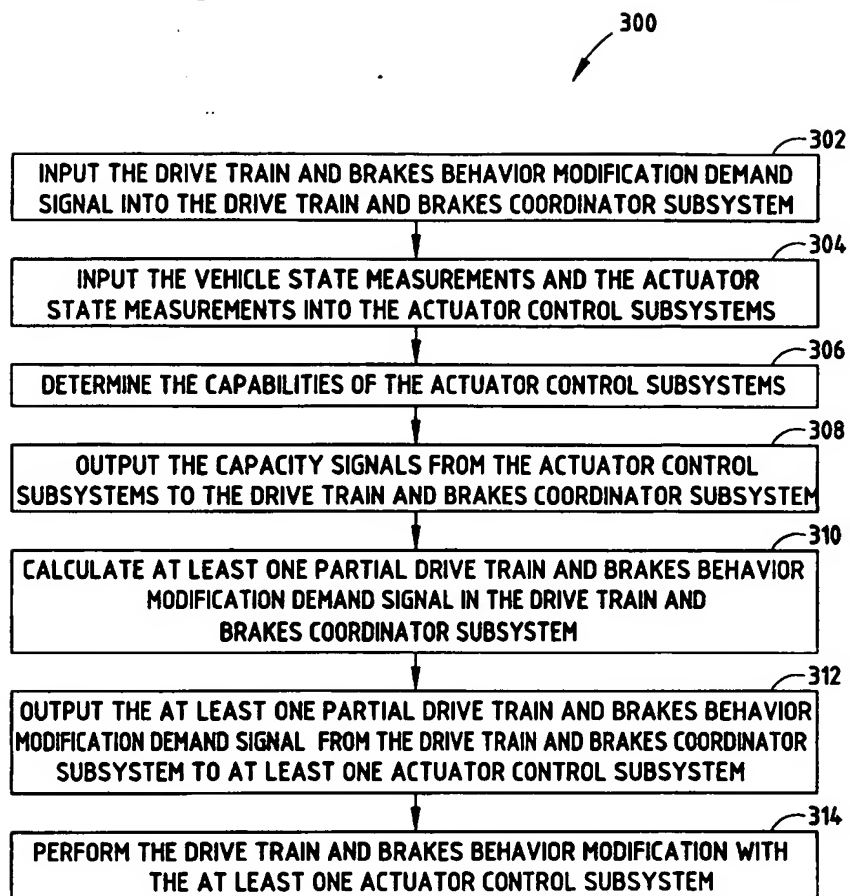 300
302
INPUT THE DRIVE TRAIN AND BRAKES BEHAVIOR MODIFICATION DEMAND
SIGNAL INTO THE DRIVE TRAIN AND BRAKES COORDINATOR SUBSYSTEM
304
INPUT THE VEHICLE STATE MEASUREMENTS AND THE ACTUATOR
STATE MEASUREMENTS INTO THE ACTUATOR CONTROL SUBSYSTEMS
306
DETERMINE THE CAPABILITIES OF THE ACTUATOR CONTROL SUBSYSTEMS
308
OUTPUT THE CAPACITY SIGNALS FROM THE ACTUATOR CONTROL
SUBSYSTEMS TO THE DRIVE TRAIN AND BRAKES COORDINATOR SUBSYSTEM
310
CALCULATE AT LEAST ONE PARTIAL DRIVE TRAIN AND BRAKES BEHAVIOR
MODIFICATION DEMAND SIGNAL IN THE DRIVE TRAIN AND
BRAKES COORDINATOR SUBSYSTEM
312
OUTPUT THE AT LEAST ONE PARTIAL DRIVE TRAIN AND BRAKES BEHAVIOR
MODIFICATION DEMAND SIGNAL FROM THE DRIVE TRAIN AND BRAKES COORDINATOR
SUBSYSTEM TO AT LEAST ONE ACTUATOR CONTROL SUBSYSTEM
314
PERFORM THE DRIVE TRAIN AND BRAKES BEHAVIOR MODIFICATION WITH
THE AT LEAST ONE ACTUATOR CONTROL SUBSYSTEM